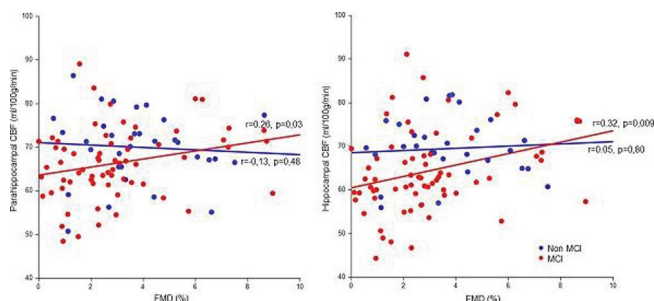 Parahippocampal CBF (ml/100g/min)
90
80
70
60
50
40
0
2
4
6
8
10
FMD (%)
r=0,26, p=0,03
r=-0,13, p=0,48
Hippocampal CBF (ml/100g/min)
100
90
80
70
60
50
40
0
2
4
6
8
10
FMD (%)
r=0.32, p=0,009
r=0.05, p=0,80
Non MCI
MCI